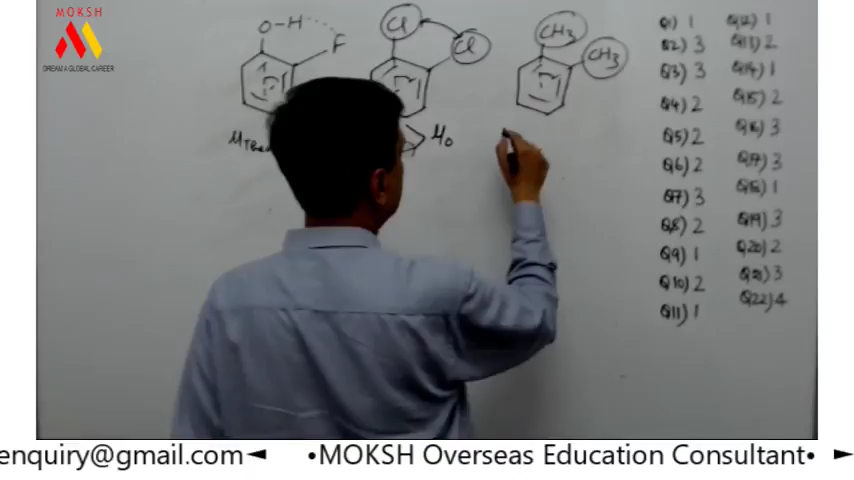 MOKSH
DREAM A GLOBAL CAREER
O-H
F
Cl
Cl
CH3
CH3
> μ0
Q1) 1
Q2) 3
Q3) 3
Q4) 2
Q5) 2
Q6) 2
Q7) 3
Q8) 2
Q9) 1
Q10) 2
Q11) 1
Q12) 1
Q13) 2
Q14) 1
Q15) 2
Q16) 3
Q17) 3
Q18) 1
Q19) 3
Q20) 2
Q21) 3
Q22) 4
enquiry@gmail.com◄ •MOKSH Overseas Education Consultant• ►